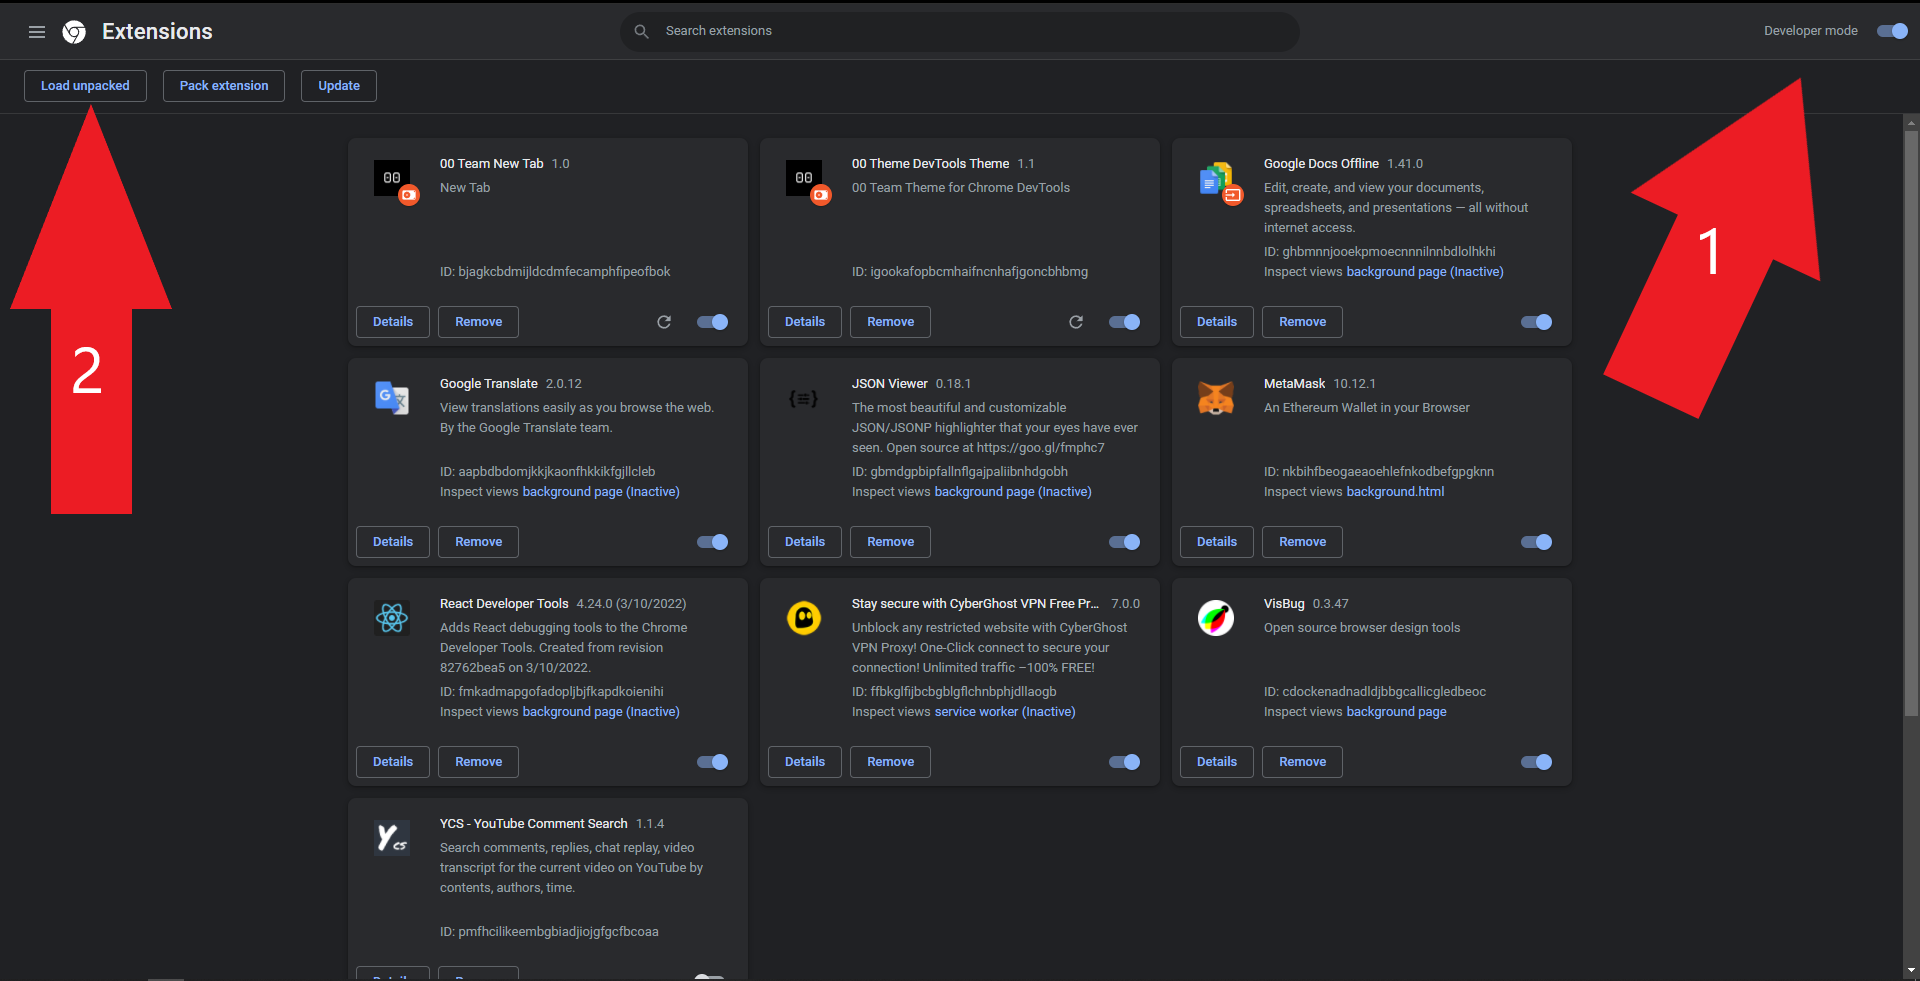 Extensions
Search extensions
Developer mode
Load unpacked
Pack extension
Update
1
2
00
00 Team New Tab 1.0
New Tab
ID: bjagkcbdmijldcdmfecamphfipeofbok
Details
Remove
00
00 Theme DevTools Theme 1.1
00 Team Theme for Chrome DevTools
ID: igookafopbcmhaifncnhafjgoncbhbmg
Details
Remove
Google Docs Offline 1.41.0
Edit, create, and view your documents,
spreadsheets, and presentations — all without
internet access.
ID: ghbmnnjooekpmoecnnnilnnbdlolhkhi
Inspect views background page (Inactive)
Details
Remove
Google Translate 2.0.12
View translations easily as you browse the web.
By the Google Translate team.
ID: aapbdbdomjkkjkaonfhkkikfgjllcleb
Inspect views background page (Inactive)
Details
Remove
{≡}
JSON Viewer 0.18.1
The most beautiful and customizable
JSON/JSONP highlighter that your eyes have ever
seen. Open source at https://goo.gl/fmphc7
ID: gbmdgpbipfallnflgajpaliibnhdgobh
Inspect views background page (Inactive)
Details
Remove
MetaMask 10.12.1
An Ethereum Wallet in your Browser
ID: nkbihfbeogaeaoehlefnkodbefgpgknn
Inspect views background.html
Details
Remove
React Developer Tools 4.24.0 (3/10/2022)
Adds React debugging tools to the Chrome
Developer Tools. Created from revision
82762bea5 on 3/10/2022.
ID: fmkadmapgofadopljbjfkapdkoienihi
Inspect views background page (Inactive)
Details
Remove
Stay secure with CyberGhost VPN Free Pr... 7.0.0
Unblock any restricted website with CyberGhost
VPN Proxy! One-Click connect to secure your
connection! Unlimited traffic –100% FREE!
ID: ffbkglfijbcbgblgflchnbphjdllaogb
Inspect views service worker (Inactive)
Details
Remove
VisBug 0.3.47
Open source browser design tools
ID: cdockenadnadldjbbgcallicgledbeoc
Inspect views background page
Details
Remove
Ycs
YCS - YouTube Comment Search 1.1.4
Search comments, replies, chat replay, video
transcript for the current video on YouTube by
contents, authors, time.
ID: pmfhcilikeembgbiadjiojgfgcfbcoaa